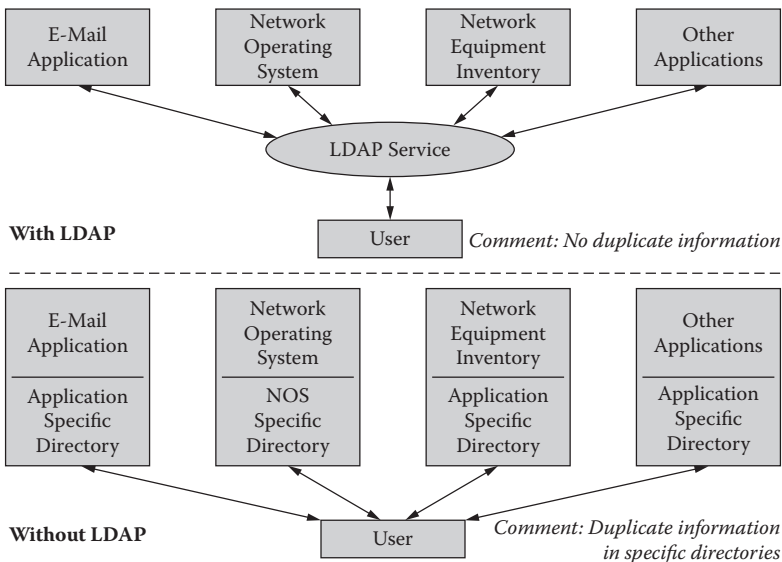 E-Mail
Application
Network
Operating
System
Network
Equipment
Inventory
Other
Applications
LDAP Service
With LDAP
User
Comment: No duplicate information
E-Mail
Application
Application
Specific
Directory
Network
Operating
System
NOS
Specific
Directory
Network
Equipment
Inventory
Application
Specific
Directory
Other
Applications
Application
Specific
Directory
Without LDAP
User
Comment: Duplicate information
in specific directories